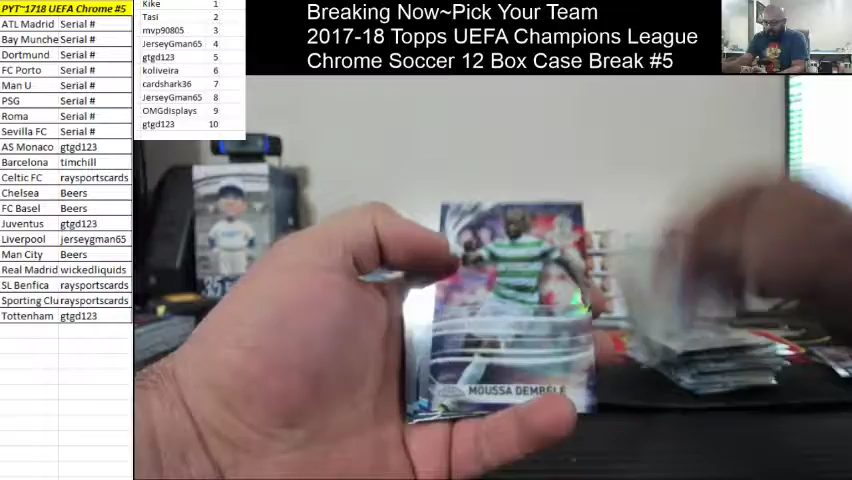 PYT~1718 UEFA Chrome #5
ATL Madrid Serial #
Bay Munche Serial #
Dortmund Serial #
FC Porto Serial #
Man U Serial #
PSG Serial #
Roma Serial #
Sevilla FC Serial #
AS Monaco gtgd123
Barcelona timchill
Celtic FC raysportscards
Chelsea Beers
FC Basel Beers
Juventus gtgd123
Liverpool jerseygman65
Man City Beers
Real Madrid wickedliquids
SL Benfica raysportscards
Sporting Clu raysportscards
Tottenham gtgd123
Kike 1
Tasi 2
mvp90805 3
JerseyGman65 4
gtgd123 5
koliveira 6
cardshark36 7
JerseyGman65 8
OMGdisplays 9
gtgd123 10
Breaking Now~Pick Your Team
2017-18 Topps UEFA Champions League
Chrome Soccer 12 Box Case Break #5
35
MOUSSA DEMBÉLÉ